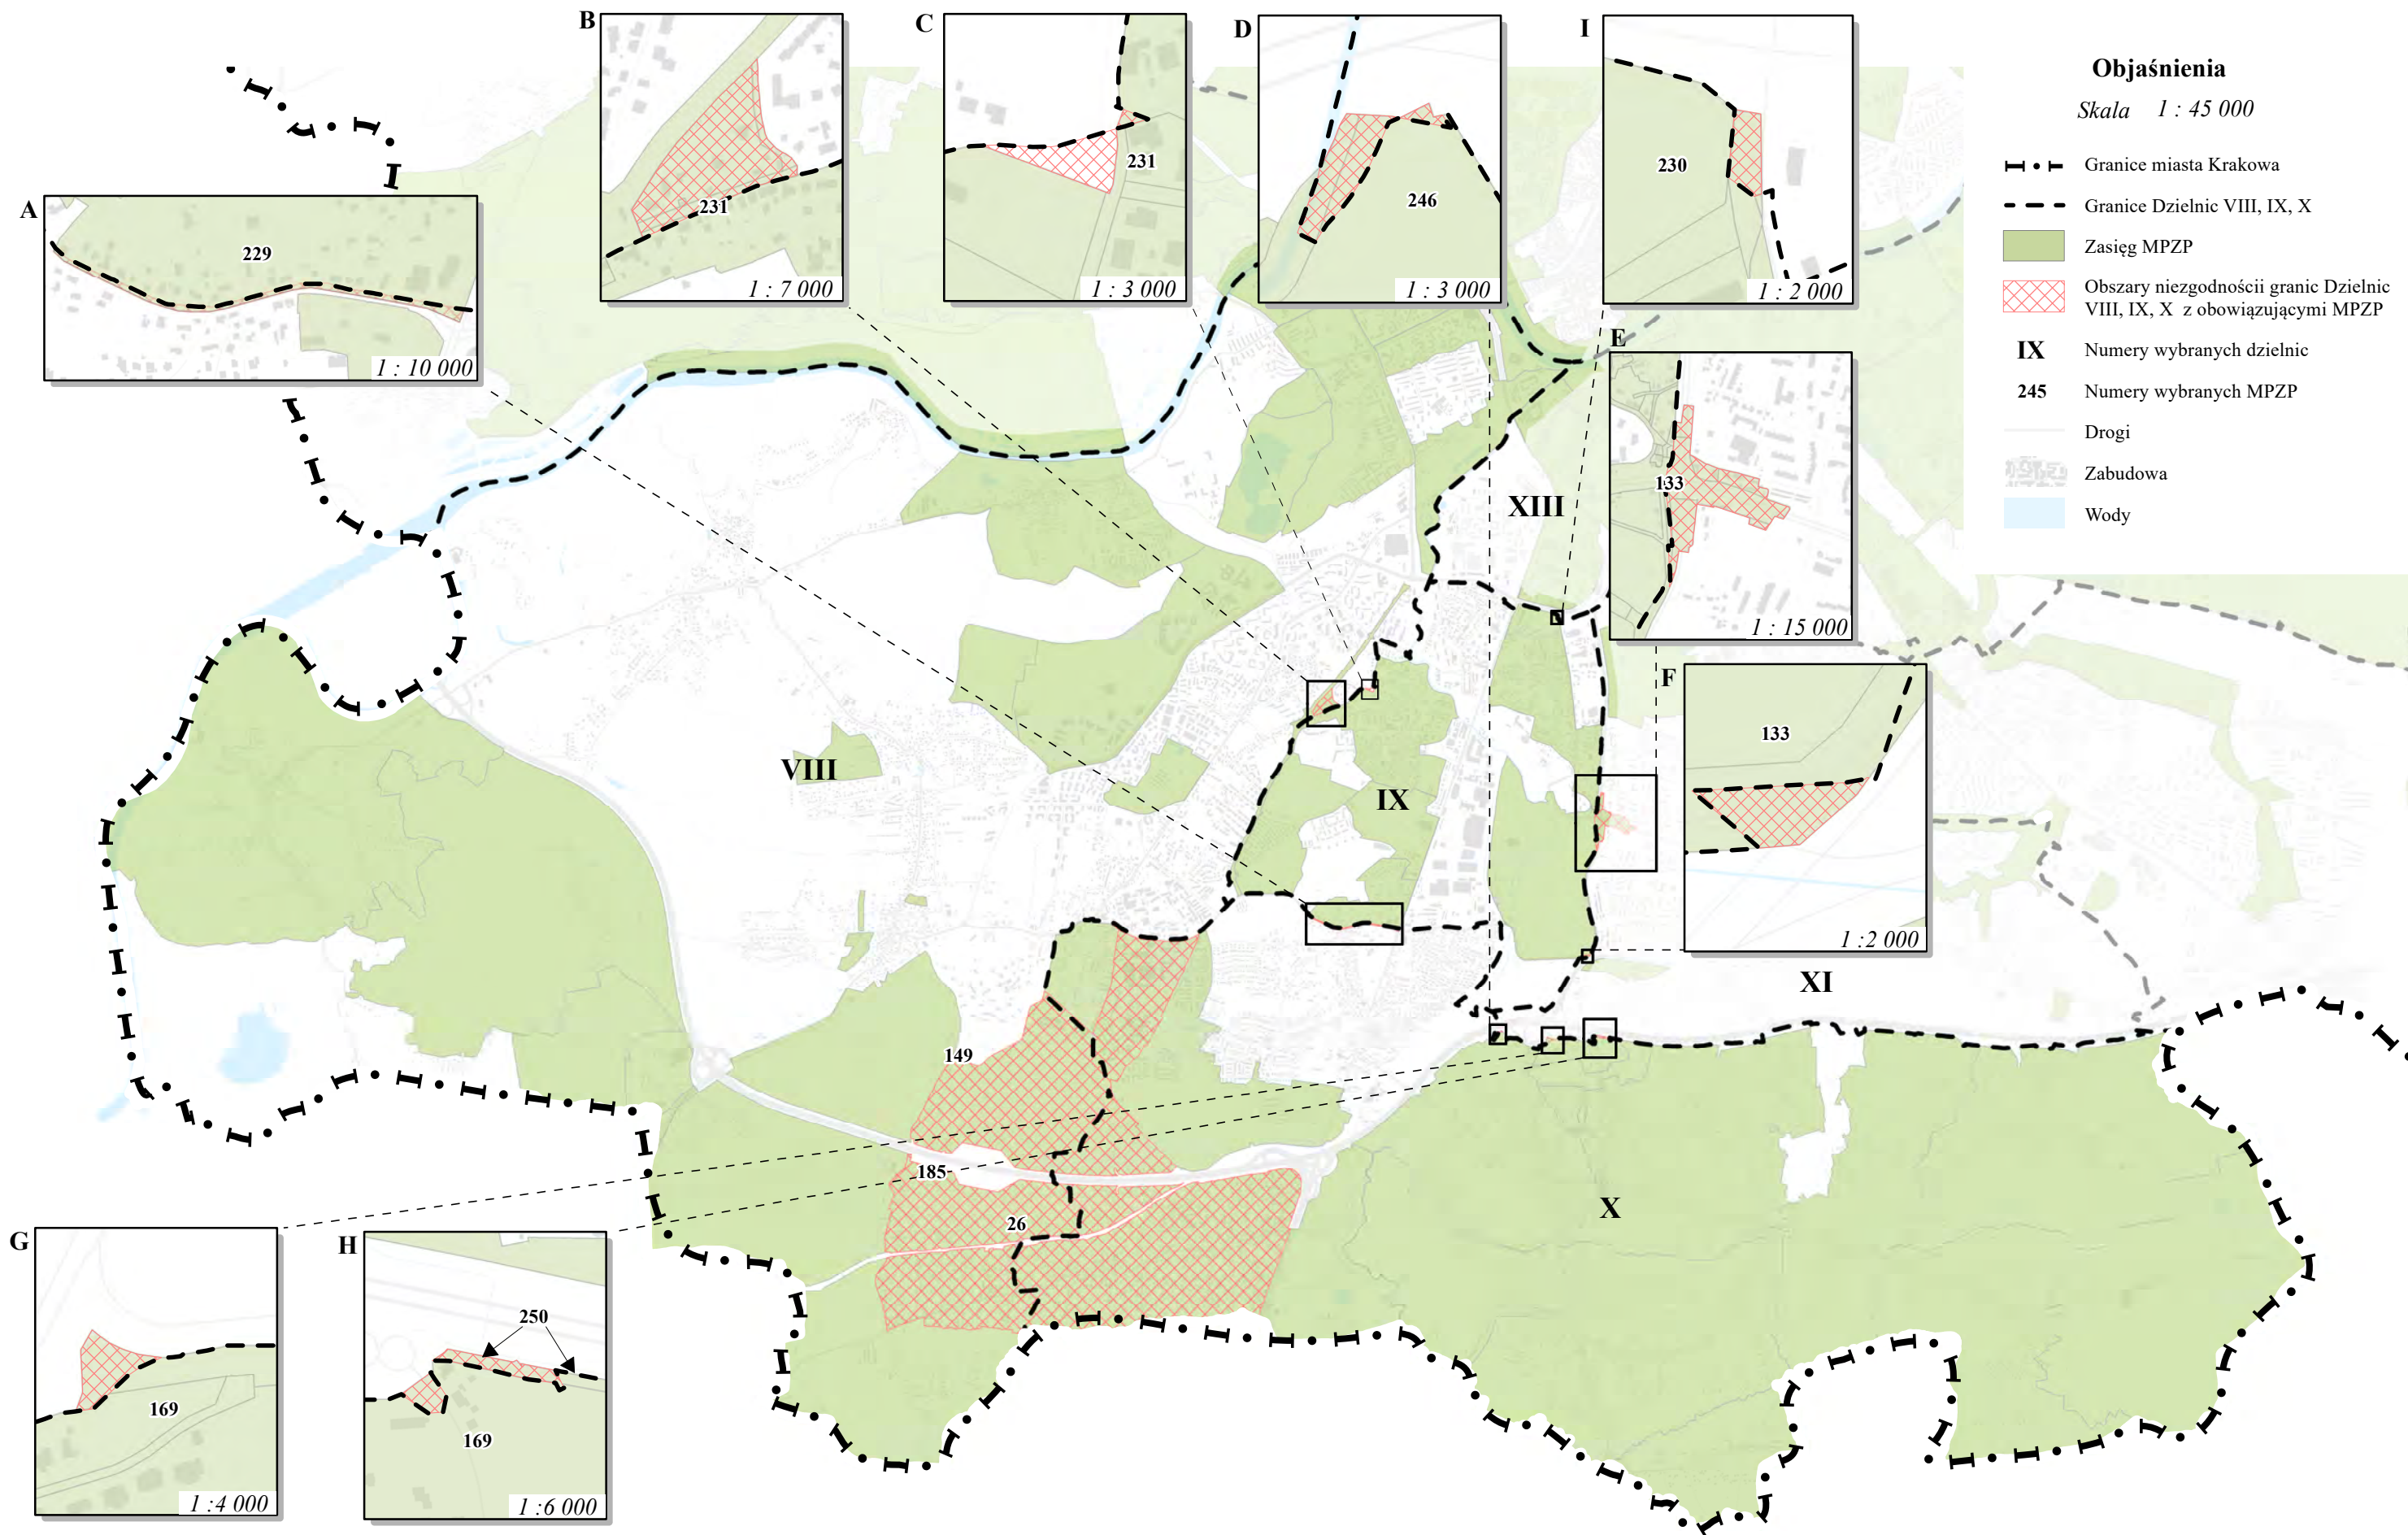 A
229
1 : 10 000
B
231
1 : 7 000
C
231
1 : 3 000
D
246
1 : 3 000
I
230
1 : 2 000
E
133
1 : 15 000
F
133
1 :2 000
G
169
1 :4 000
H
250
169
1 :6 000
XIII
VIII
IX
XI
X
149
185
26
Objaśnienia
Skala 1 : 45 000
Granice miasta Krakowa
Granice Dzielnic VIII, IX, X
Zasięg MPZP
Obszary niezgodnościi granic Dzielnic
VIII, IX, X z obowiązującymi MPZP
IX Numery wybranych dzielnic
245 Numery wybranych MPZP
Drogi
Zabudowa
Wody